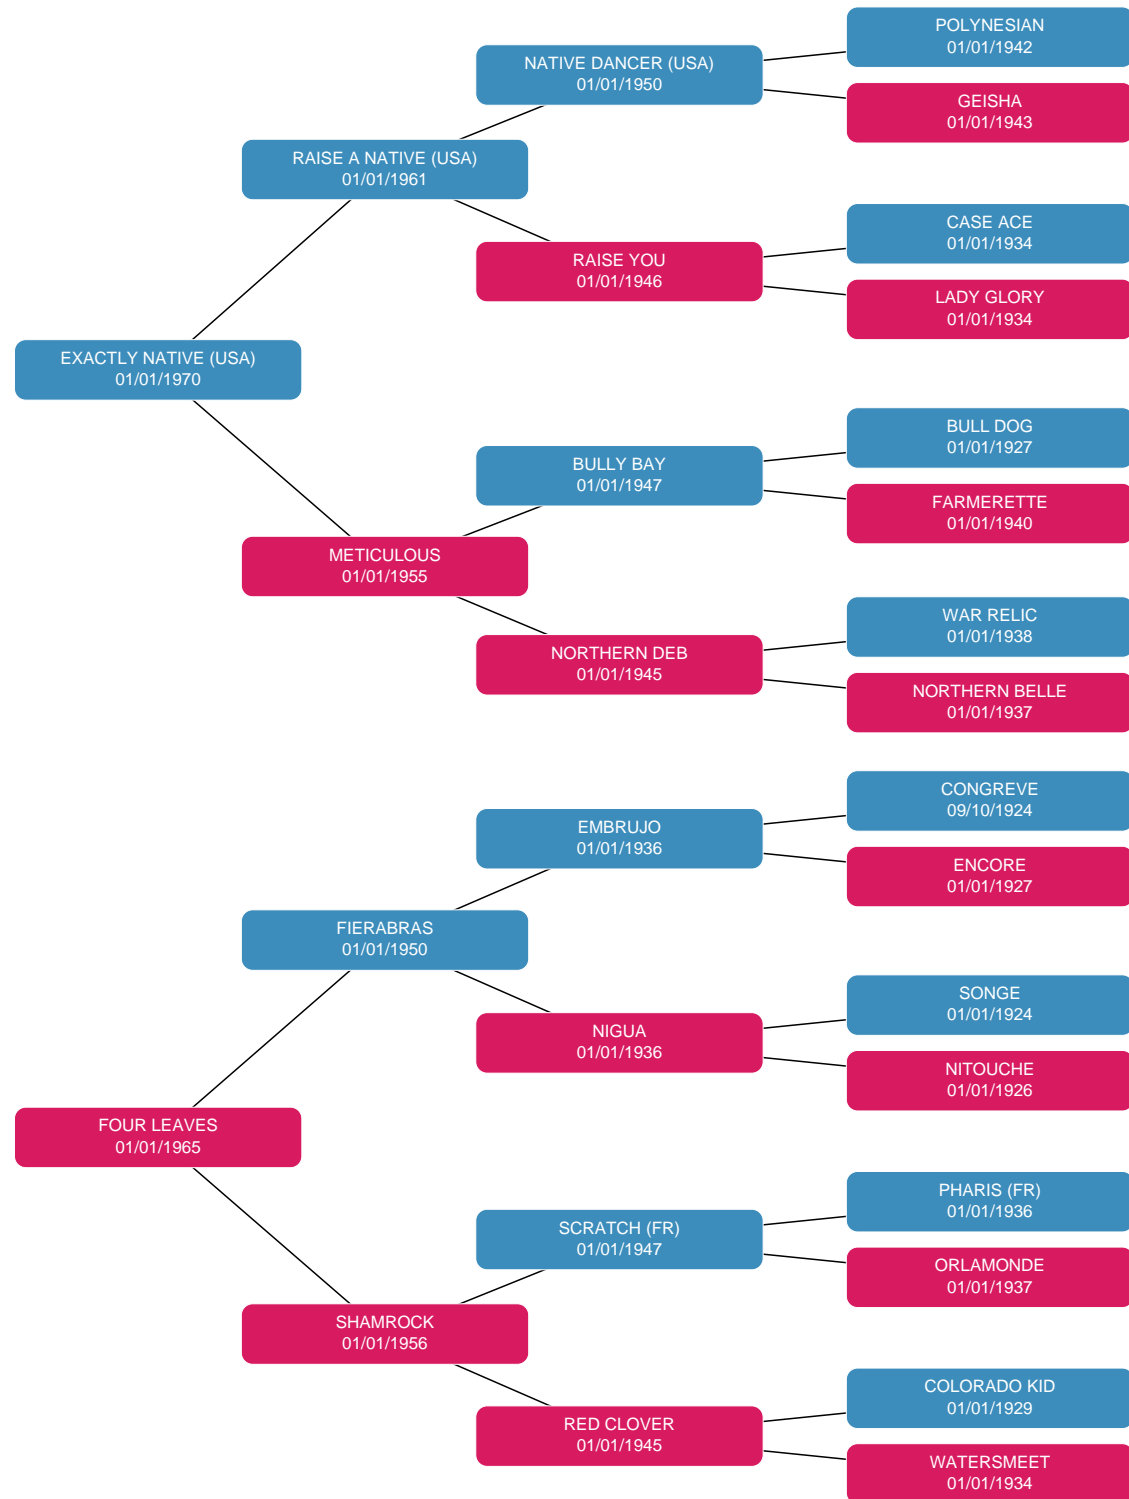 POLYNESIAN
01/01/1942
NATIVE DANCER (USA)
01/01/1950
GEISHA
01/01/1943
RAISE A NATIVE (USA)
01/01/1961
CASE ACE
01/01/1934
RAISE YOU
01/01/1946
LADY GLORY
01/01/1934
EXACTLY NATIVE (USA)
01/01/1970
BULL DOG
01/01/1927
BULLY BAY
01/01/1947
FARMERETTE
01/01/1940
METICULOUS
01/01/1955
WAR RELIC
01/01/1938
NORTHERN DEB
01/01/1945
NORTHERN BELLE
01/01/1937
CONGREVE
09/10/1924
EMBRUJO
01/01/1936
ENCORE
01/01/1927
FIERABRAS
01/01/1950
SONGE
01/01/1924
NIGUA
01/01/1936
NITOUCHE
01/01/1926
FOUR LEAVES
01/01/1965
PHARIS (FR)
01/01/1936
SCRATCH (FR)
01/01/1947
ORLAMONDE
01/01/1937
SHAMROCK
01/01/1956
COLORADO KID
01/01/1929
RED CLOVER
01/01/1945
WATERSMEET
01/01/1934